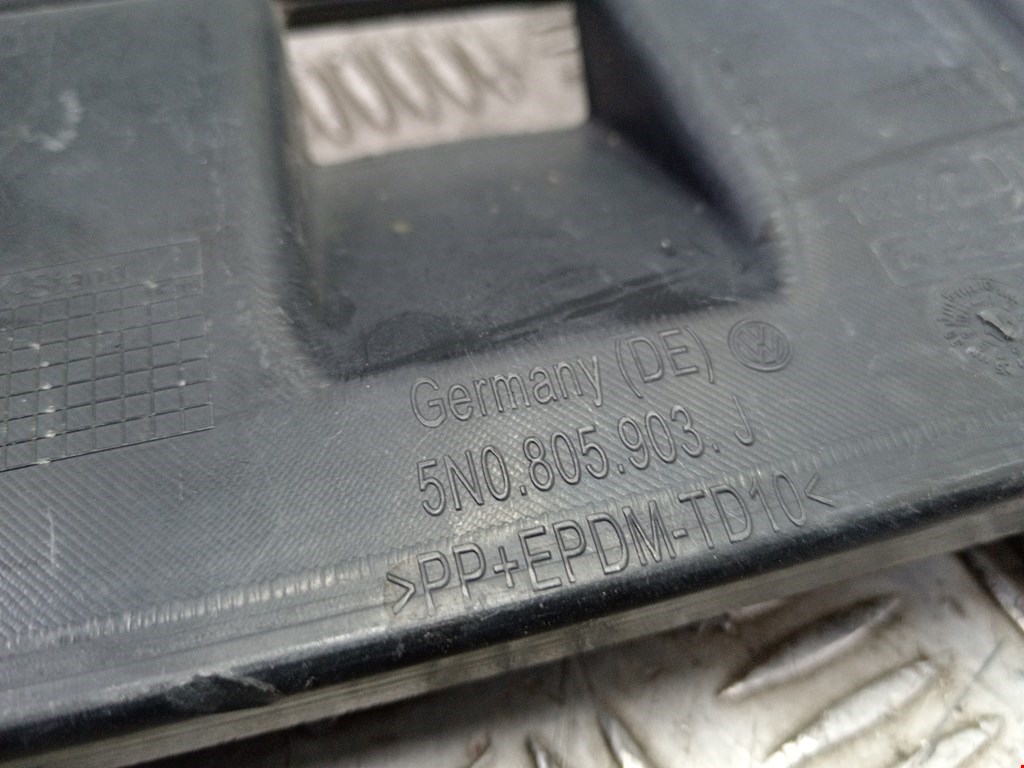 Germany (DE)
5N0.805.903. J
>PP+EPDM-TD10<